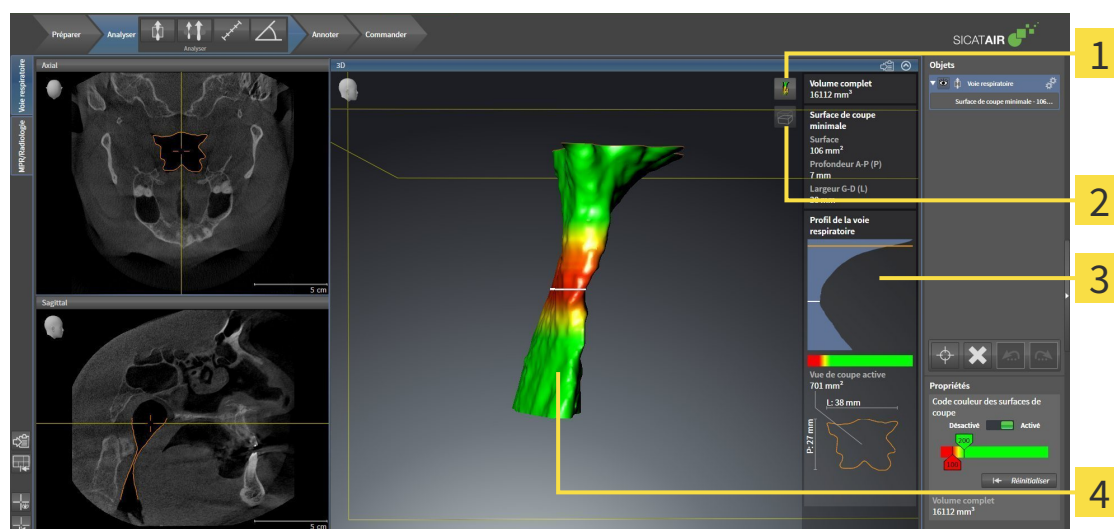 Préparer
Analyser
Analyser
Annoter
Commander
SICATAIR
Voie respiratoire
MPR/Radiologie
Axial
5 cm
Sagittal
5 cm
3D
Volume complet
16112 mm³
Surface de coupe
minimale
Surface
106 mm²
Profondeur A-P (P)
7 mm
Largeur G-D (L)
Profil de la voie
respiratoire
Vue de coupe active
701 mm²
L: 38 mm
P: 27 mm
Objets
Voie respiratoire
Surface de coupe minimale - 106...
Propriétés
Code couleur des surfaces de
coupe
Désactivé
Activé
200
100
Réinitialiser
Volume complet
16112 mm³
1
2
3
4